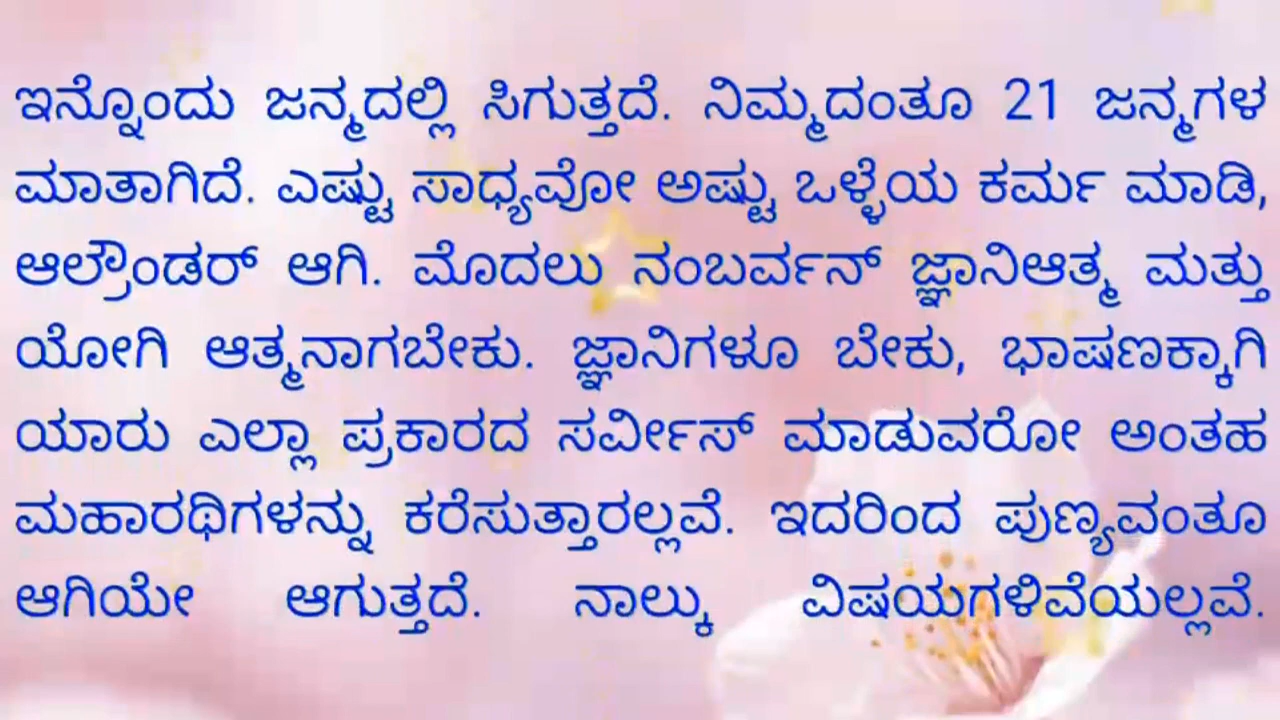 ಇನ್ನೊಂದು ಜನ್ಮದಲ್ಲಿ ಸಿಗುತ್ತದೆ. ನಿಮ್ಮದಂತೂ 21 ಜನ್ಮಗಳ
ಮಾತಾಗಿದೆ. ಎಷ್ಟು ಸಾಧ್ಯವೋ ಅಷ್ಟು ಒಳ್ಳೆಯ ಕರ್ಮ ಮಾಡಿ,
ಆಲ್ರೌಂಡರ್ ಆಗಿ. ಮೊದಲು ನಂಬರ್ವನ್ ಜ್ಞಾನಿಆತ್ಮ ಮತ್ತು
ಯೋಗಿ ಆತ್ಮನಾಗಬೇಕು. ಜ್ಞಾನಿಗಳೂ ಬೇಕು, ಭಾಷಣಕ್ಕಾಗಿ
ಯಾರು ಎಲ್ಲಾ ಪ್ರಕಾರದ ಸರ್ವೀಸ್ ಮಾಡುವರೋ ಅಂತಹ
ಮಹಾರಥಿಗಳನ್ನು ಕರೆಸುತ್ತಾರಲ್ಲವೆ. ಇದರಿಂದ ಪುಣ್ಯವಂತೂ
ಆಗಿಯೇ ಆಗುತ್ತದೆ. ನಾಲ್ಕು ವಿಷಯಗಳಿವೆಯಲ್ಲವೆ.